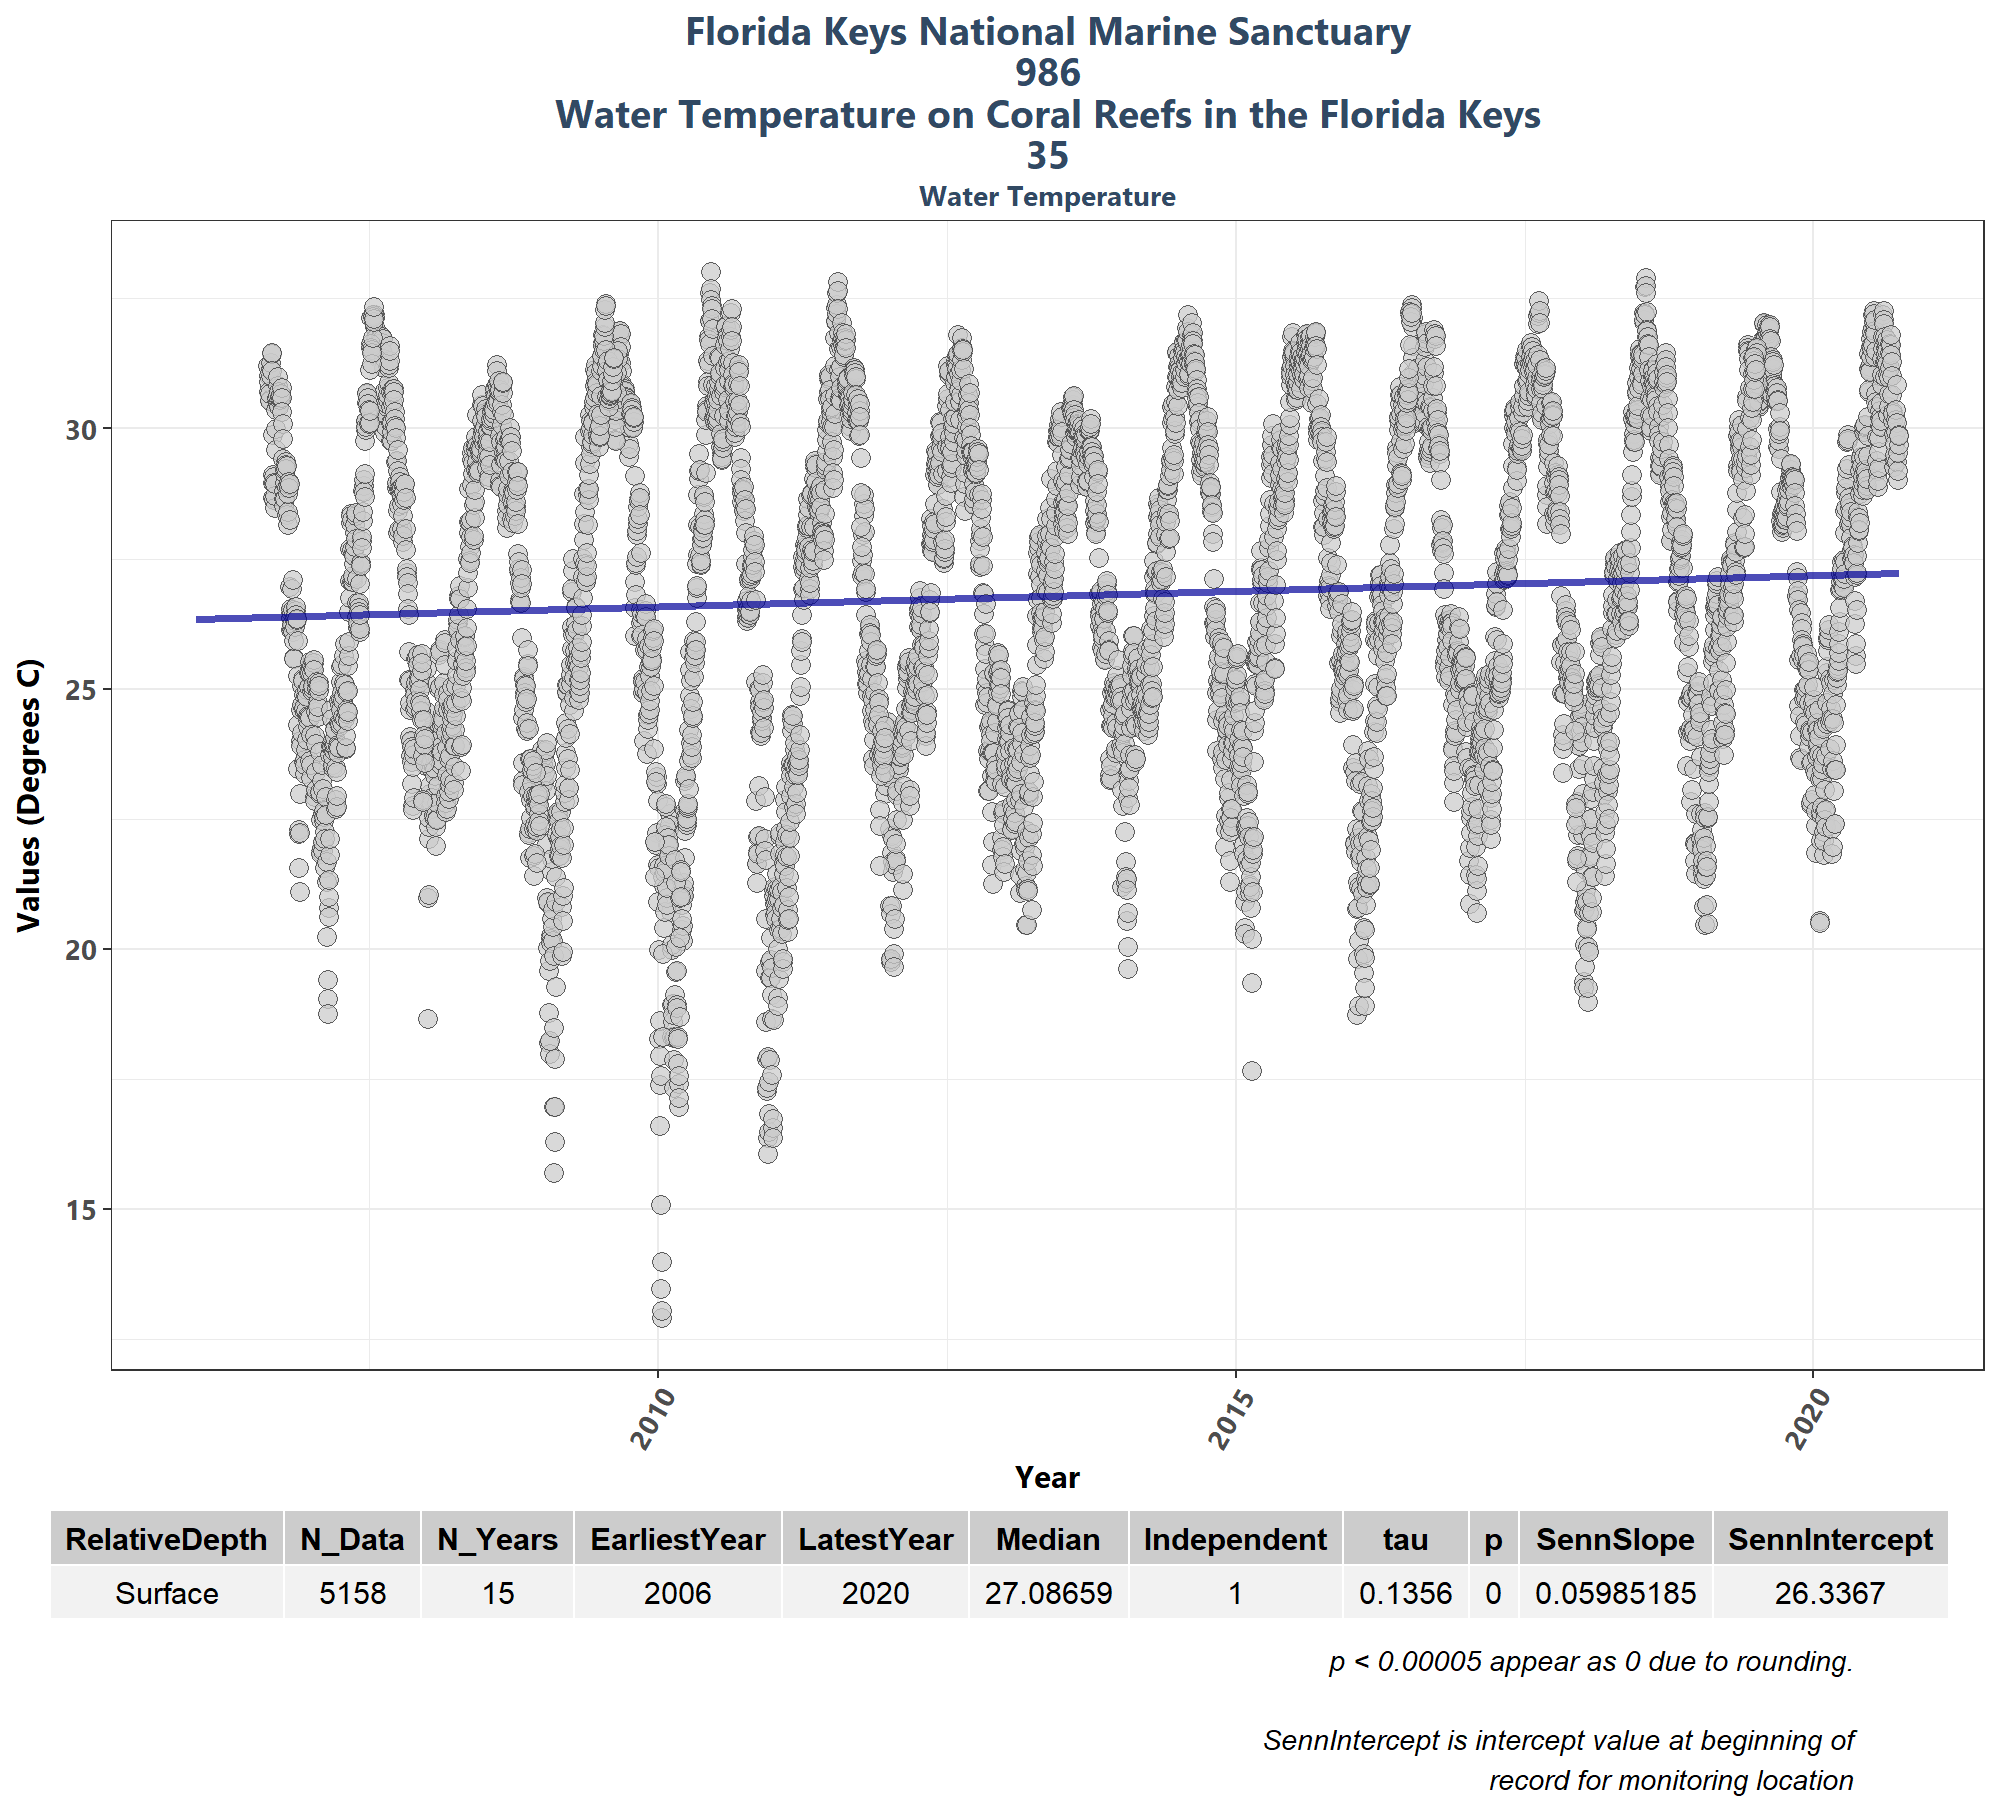 Florida Keys National Marine Sanctuary
986
Water Temperature on Coral Reefs in the Florida Keys
35
Water Temperature
30
25
20
15
Values (Degrees C)
2010
2015
2020
Year
RelativeDepth N_Data N_Years EarliestYear LatestYear Median Independent tau p SennSlope SennIntercept
Surface 5158 15 2006 2020 27.08659 1 0.1356 0 0.05985185 26.3367
p < 0.00005 appear as 0 due to rounding.
SennIntercept is intercept value at beginning of
record for monitoring location